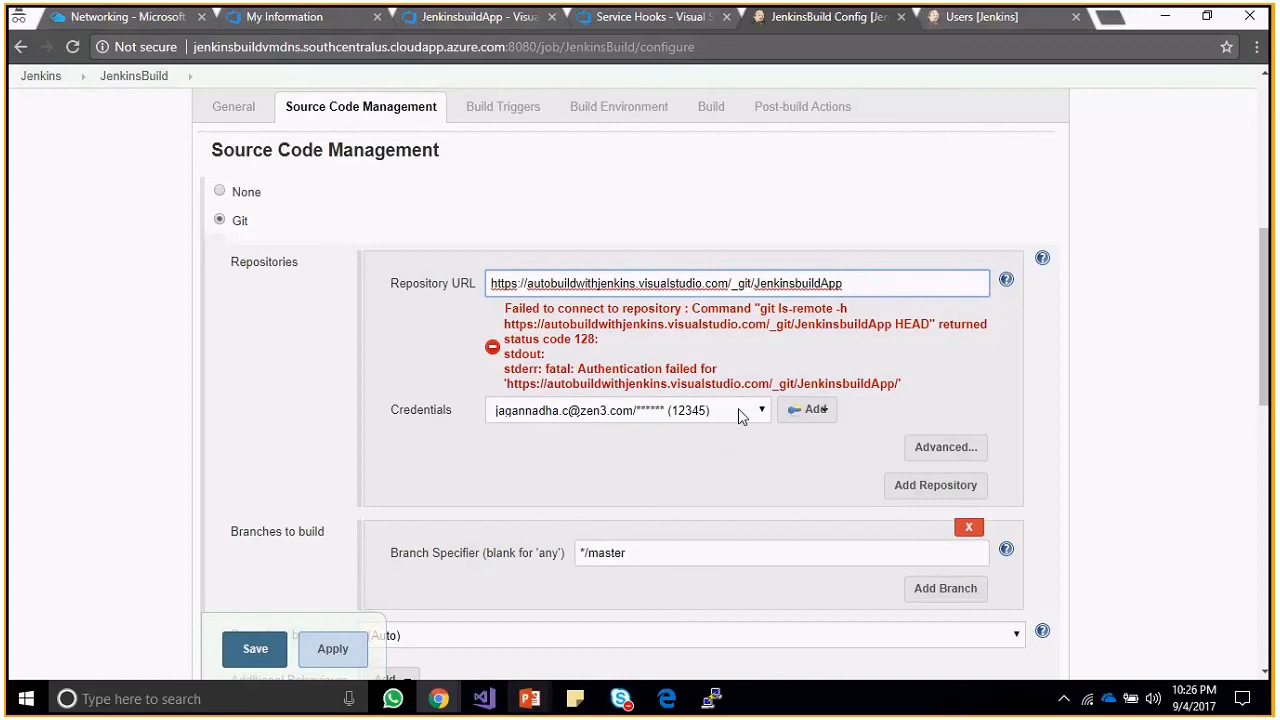 Networking - Microsoft
My Information
JenkinsbuildApp - Visua
Service Hooks - Visual S
JenkinsBuild Config [Jen
Users [Jenkins]
Not secure
jenkinsbuildvmdns.southcentralus.cloudapp.azure.com:8080/job/JenkinsBuild/configure
Jenkins
JenkinsBuild
General
Source Code Management
Build Triggers
Build Environment
Build
Post-build Actions
Source Code Management
None
Git
Repositories
Repository URL
https://autobuildwithjenkins.visualstudio.com/_git/JenkinsbuildApp
Failed to connect to repository : Command "git ls-remote -h
https://autobuildwithjenkins.visualstudio.com/_git/JenkinsbuildApp HEAD" returned
status code 128:
stdout:
stderr: fatal: Authentication failed for
'https://autobuildwithjenkins.visualstudio.com/_git/JenkinsbuildApp/'
Credentials
jagannadha.c@zen3.com/****** (12345)
Add
Advanced...
Add Repository
Branches to build
X
Branch Specifier (blank for 'any')
*/master
Add Branch
(Auto)
Save
Apply
Add
Type here to search
10:26 PM
9/4/2017